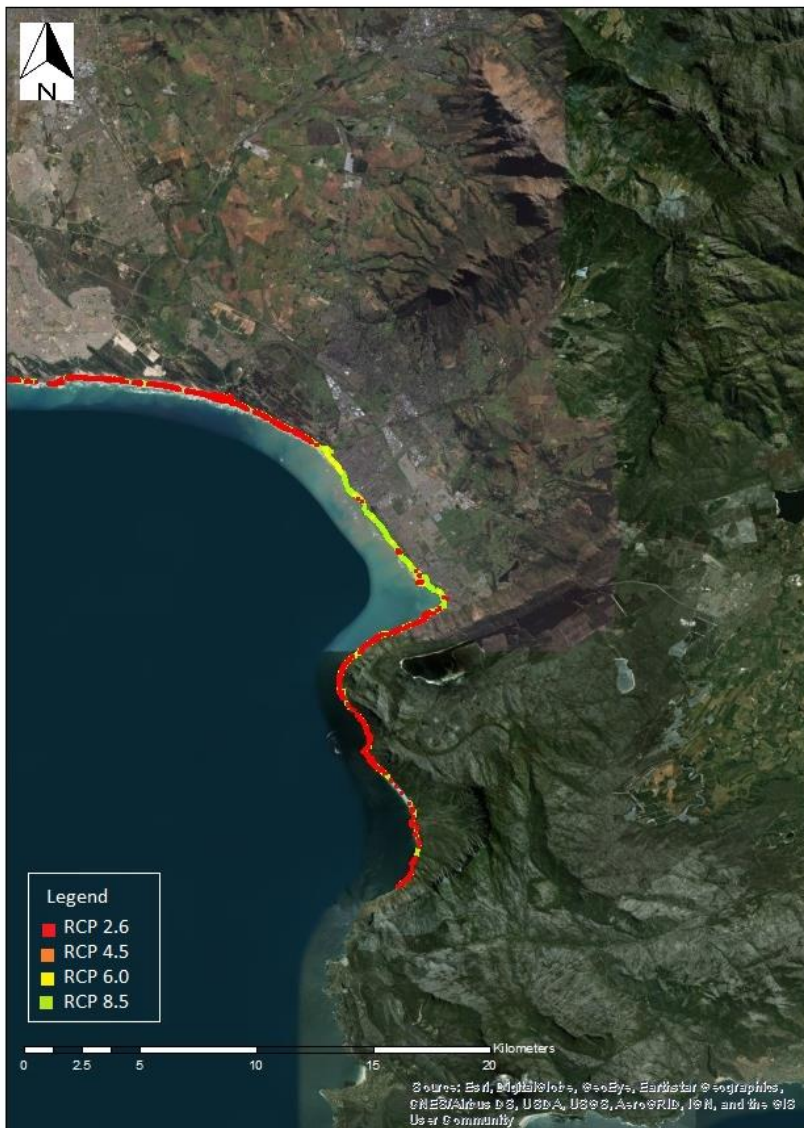 N
Legend
RCP 2.6
RCP 4.5
RCP 6.0
RCP 8.5
Kilometers
0 2.5 5 10 15 20
Source: Esri, DigitalGlobe, GeoEye, Earthstar Geographics,
CNES/Airbus DS, USDA, USGS, AeroGRID, IGN, and the GIS
User Community